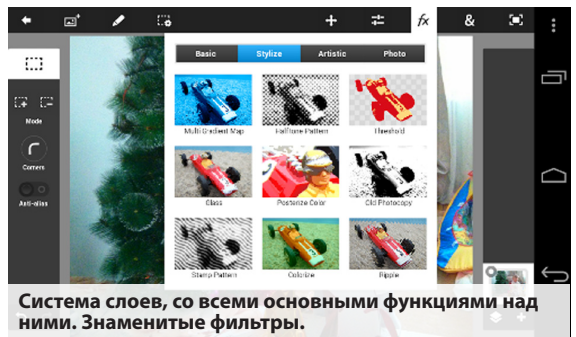 fx
&
Basic Stylize Artistic Photo
Multi Gradient Map Halftone Pattern Threshold
Mode
Corners
Glass Posterize Color Old Photocopy
Anti-alias
Stamp Pattern Colorize Ripple
Система слоев, со всеми основными функциями над
ними. Знаменитые фильтры.